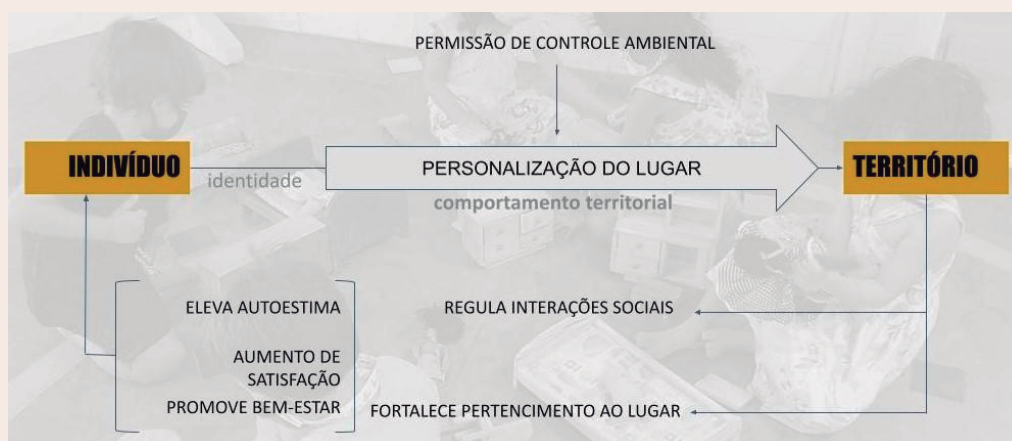 PERMISSÃO DE CONTROLE AMBIENTAL
INDIVÍDUO
identidade
PERSONALIZAÇÃO DO LUGAR
comportamento territorial
TERRITÓRIO
ELEVA AUTOESTIMA
REGULA INTERAÇÕES SOCIAIS
AUMENTO DE
SATISFAÇÃO
PROMOVE BEM-ESTAR
FORTALECE PERTENCIMENTO AO LUGAR